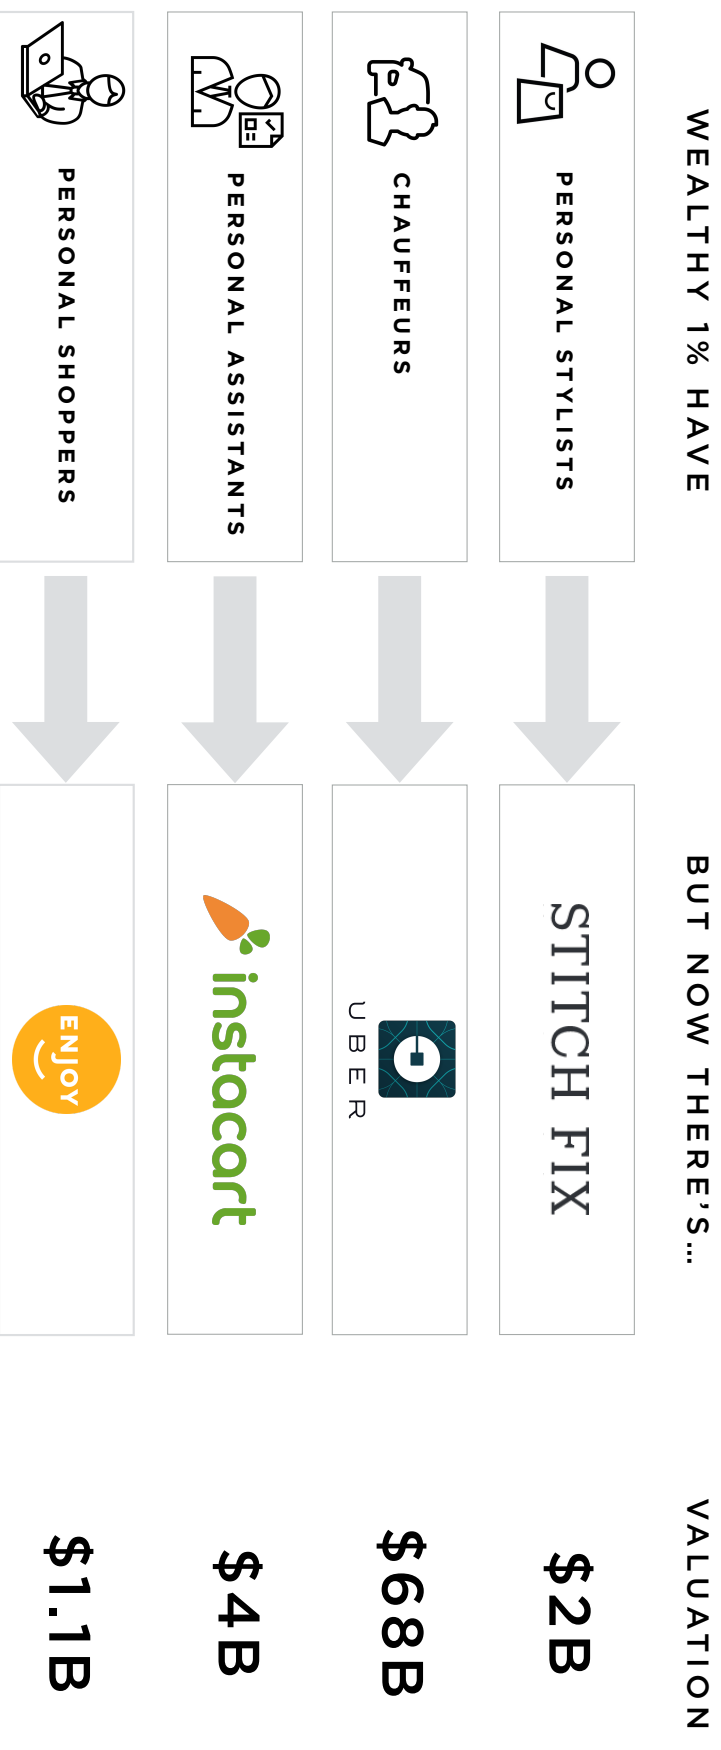 WEALTHY 1% HAVE
BUT NOW THERE'S...
VALUATION
PERSONAL STYLISTS
STITCH FIX
$2B
CHAUFFEURS
UBER
$68B
PERSONAL ASSISTANTS
instacart
$4B
PERSONAL SHOPPERS
ENJOY
$1.1B